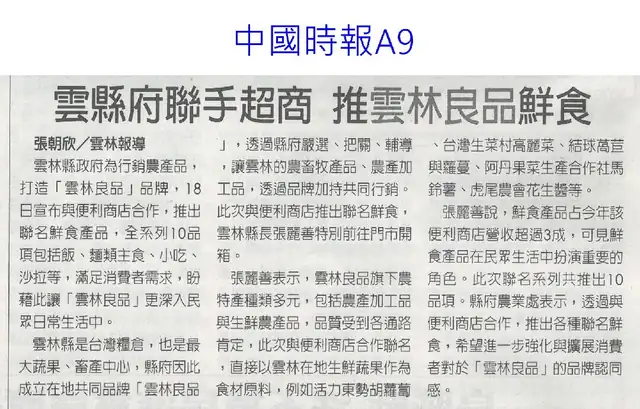 中國時報A9
雲縣府聯手超商 推雲林良品鮮食
張朝欣／雲林報導
雲林縣政府為行銷農產品，
打造「雲林良品」品牌，18
日宣布與便利商店合作，推出
聯名鮮食產品，全系列10品
項包括飯、麵類主食、小吃、
沙拉等，滿足消費者需求，盼
藉此讓「雲林良品」更深入民
眾日常生活中。
雲林縣是台灣糧倉，也是最
大蔬果、畜產中心，縣府因此
成立在地共同品牌「雲林良品
」，透過縣府嚴選、把關、輔導
，讓雲林的農畜牧產品、農產加
工品，透過品牌加持共同行銷。
此次與便利商店推出聯名鮮食，
雲林縣長張麗善特別前往門市開
箱。
張麗善表示，雲林良品旗下農
特產種類多元，包括農產加工品
與生鮮農產品，品質受到各通路
肯定，此次與便利商店合作聯名
，直接以雲林在地生鮮蔬果作為
食材原料，例如活力東勢胡蘿蔔
、台灣生菜村高麗菜、結球萵苣
與蘿蔓、阿丹果菜生產合作社馬
鈴薯、虎尾農會花生醬等。
張麗善說，鮮食產品占今年該
便利商店營收超過3成，可見鮮
食產品在民眾生活中扮演重要的
角色。此次聯名系列共推出10
品項。縣府農業處表示，透過與
便利商店合作，推出各種聯名鮮
食，希望進一步強化與擴展消費
者對於「雲林良品」的品牌認同
感。